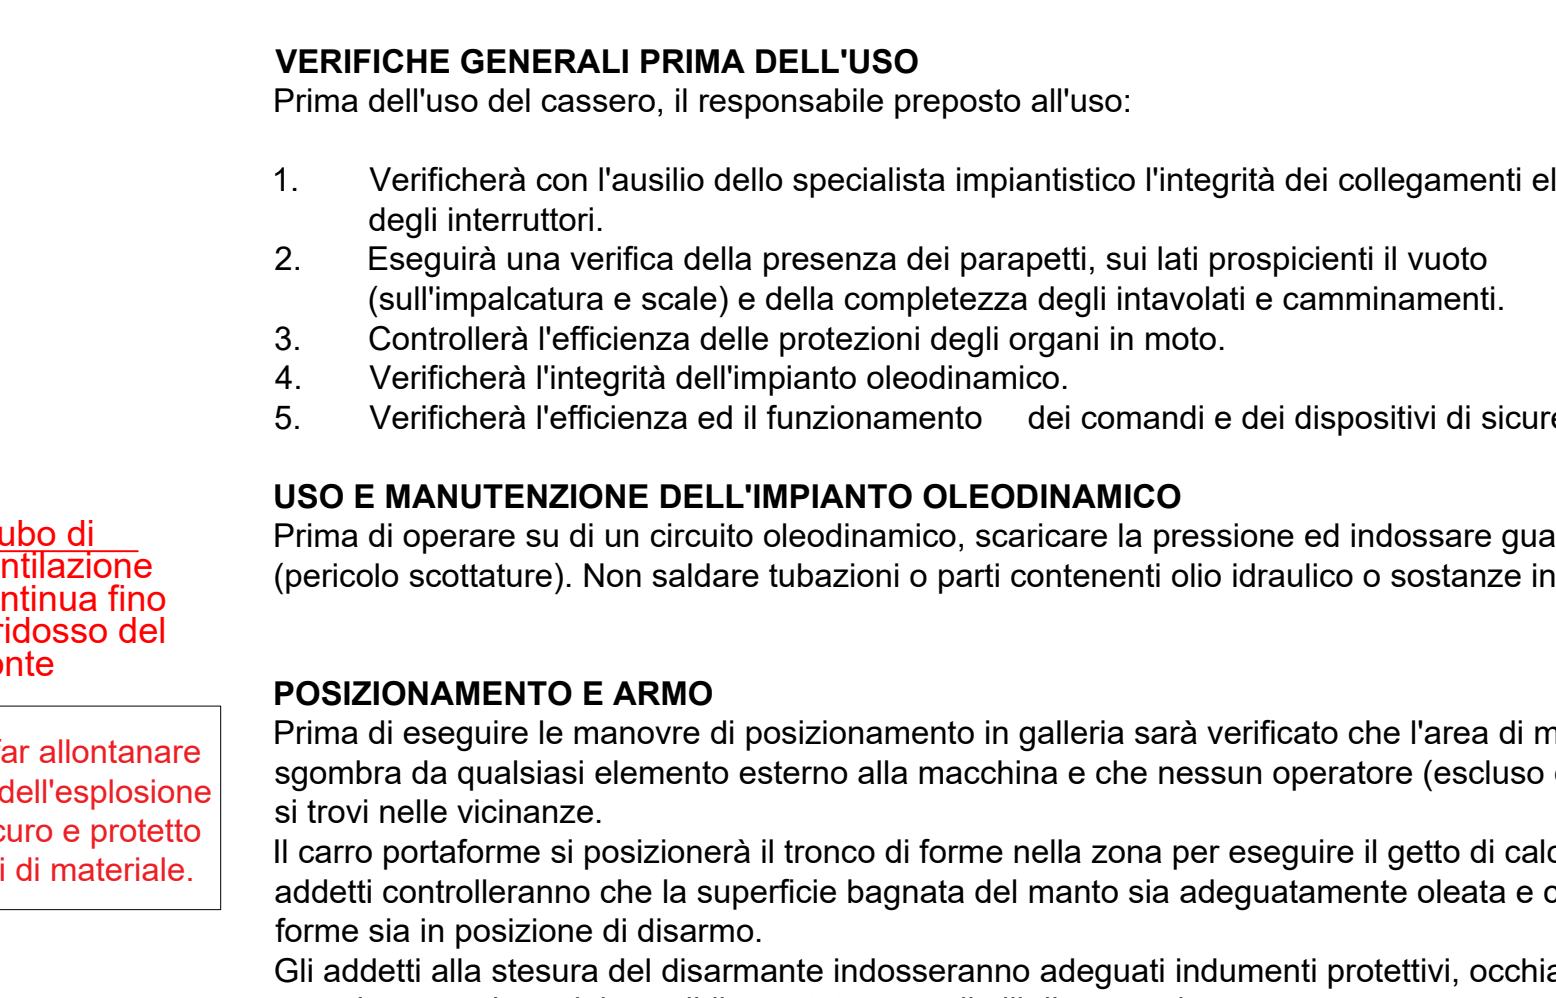 VERIFICHE GENERALI PRIMA DELL'USO
Prima dell'uso del cassero, il responsabile preposto all'uso:
1. Verificherà con l'ausilio dello specialista impiantistico l'integrità dei collegamenti el
degli interruttori.
2. Eseguirà una verifica della presenza dei parapetti, sui lati prospicienti il vuoto
(sull'impalcatura e scale) e della completezza degli intavolati e camminamenti.
3. Controllerà l'efficienza delle protezioni degli organi in moto.
4. Verificherà l'integrità dell'impianto oleodinamico.
5. Verificherà l'efficienza ed il funzionamento dei comandi e dei dispositivi di sicure
USO E MANUTENZIONE DELL'IMPIANTO OLEODINAMICO
Prima di operare su di un circuito oleodinamico, scaricare la pressione ed indossare gua
(pericolo scottature). Non saldare tubazioni o parti contenenti olio idraulico o sostanze in
POSIZIONAMENTO E ARMO
Prima di eseguire le manovre di posizionamento in galleria sarà verificato che l'area di m
sgombra da qualsiasi elemento esterno alla macchina e che nessun operatore (escluso
si trovi nelle vicinanze.
Il carro portaforme si posizionerà il tronco di forme nella zona per eseguire il getto di calc
addetti controlleranno che la superficie bagnata del manto sia adeguatamente oleata e c
forme sia in posizione di disarmo.
Gli addetti alla stesura del disarmante indosseranno adeguati indumenti protettivi, occhia
ubo di
ntilazione
ntinua fino
ridosso del
onte
far allontanare
dell'esplosione
curo e protetto
i di materiale.